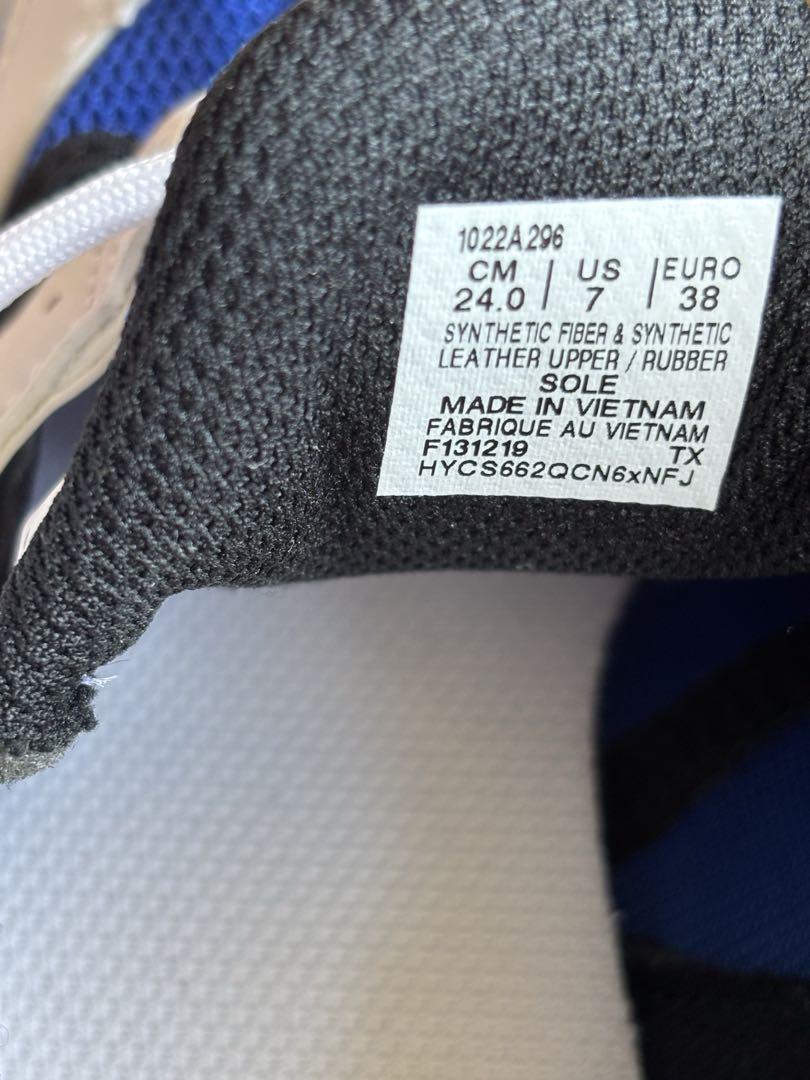 1022A296
CM | US | EURO
24.0 | 7 | 38
SYNTHETIC FIBER & SYNTHETIC
LEATHER UPPER / RUBBER
SOLE
MADE IN VIETNAM
FABRIQUE AU VIETNAM
F131219 TX
HYCS662QCN6xNFJ